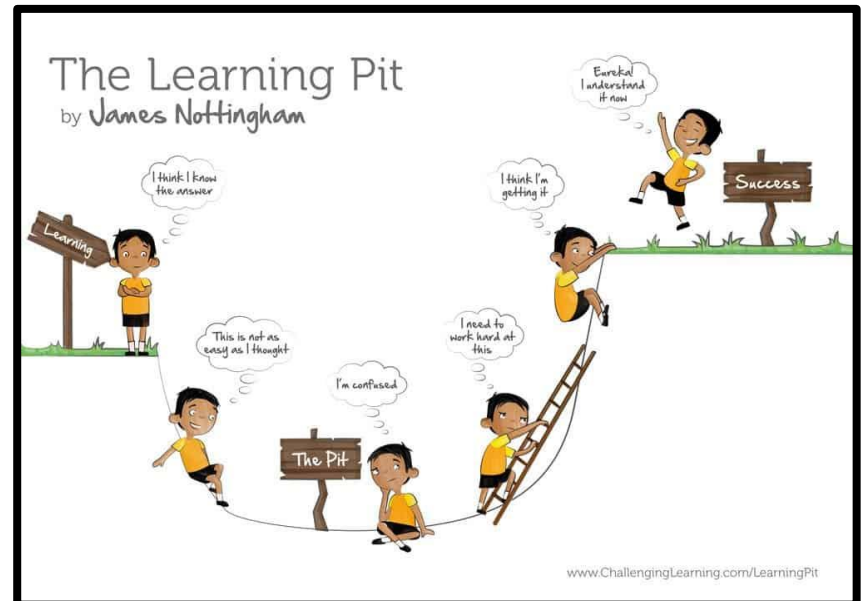 The Learning Pit
by James Nottingham
Eureka!
I understand
it now
I think I know
the answer
I think I'm
getting it
Success
Learning
This is not as
easy as I thought
I need to
work hard at
this
I'm confused
The Pit
www.ChallengingLearning.com/LearningPit